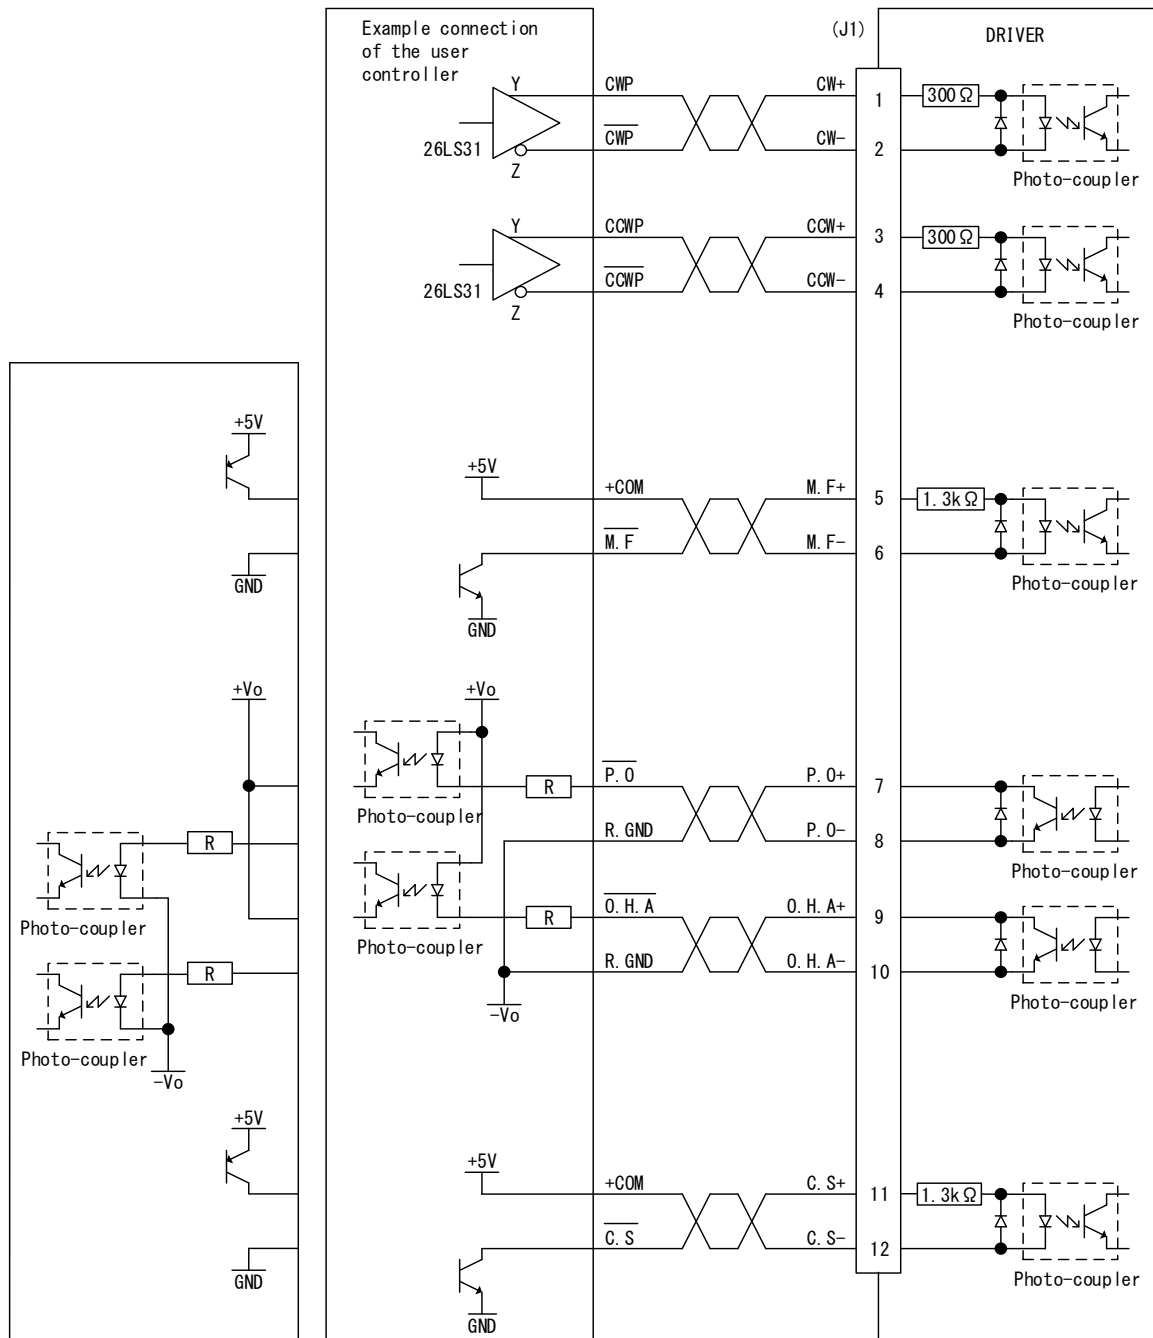 Example connection
of the user
controller
(J1)
DRIVER
Y
CWP
CW+
1
300Ω
26LS31
C̅W̅P̅
CW-
2
Z
Photo-coupler
Y
CCWP
CCW+
3
300Ω
26LS31
C̅C̅W̅P̅
CCW-
4
Z
Photo-coupler
+5V
+5V
+COM
M.F+
5
1.3kΩ
M̅.̅F̅
M.F-
6
GND
Photo-coupler
GND
+Vo
+Vo
P̅.̅O̅
P.O+
7
R
Photo-coupler
R.GND
P.O-
8
R
Photo-coupler
O̅.̅H̅.̅A̅
O.H.A+
9
R
Photo-coupler
Photo-coupler
R.GND
O.H.A-
10
R
-Vo
Photo-coupler
Photo-coupler
-Vo
+5V
+5V
+COM
C.S+
11
1.3kΩ
C̅.̅S̅
C.S-
12
GND
Photo-coupler
GND